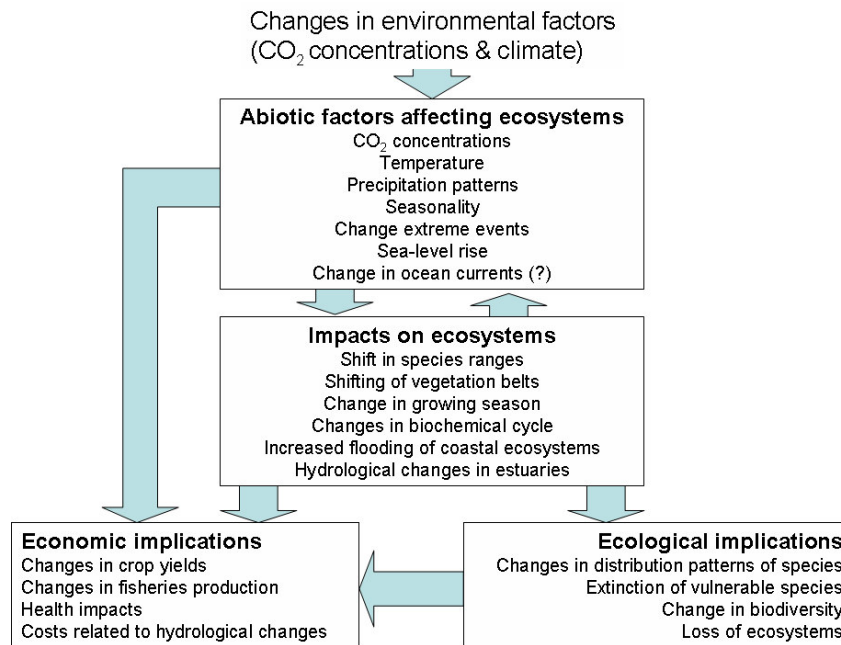 Changes in environmental factors
(CO₂ concentrations & climate)
Abiotic factors affecting ecosystems
CO₂ concentrations
Temperature
Precipitation patterns
Seasonality
Change extreme events
Sea-level rise
Change in ocean currents (?)
Impacts on ecosystems
Shift in species ranges
Shifting of vegetation belts
Change in growing season
Changes in biochemical cycle
Increased flooding of coastal ecosystems
Hydrological changes in estuaries
Economic implications
Changes in crop yields
Changes in fisheries production
Health impacts
Costs related to hydrological changes
Ecological implications
Changes in distribution patterns of species
Extinction of vulnerable species
Change in biodiversity
Loss of ecosystems